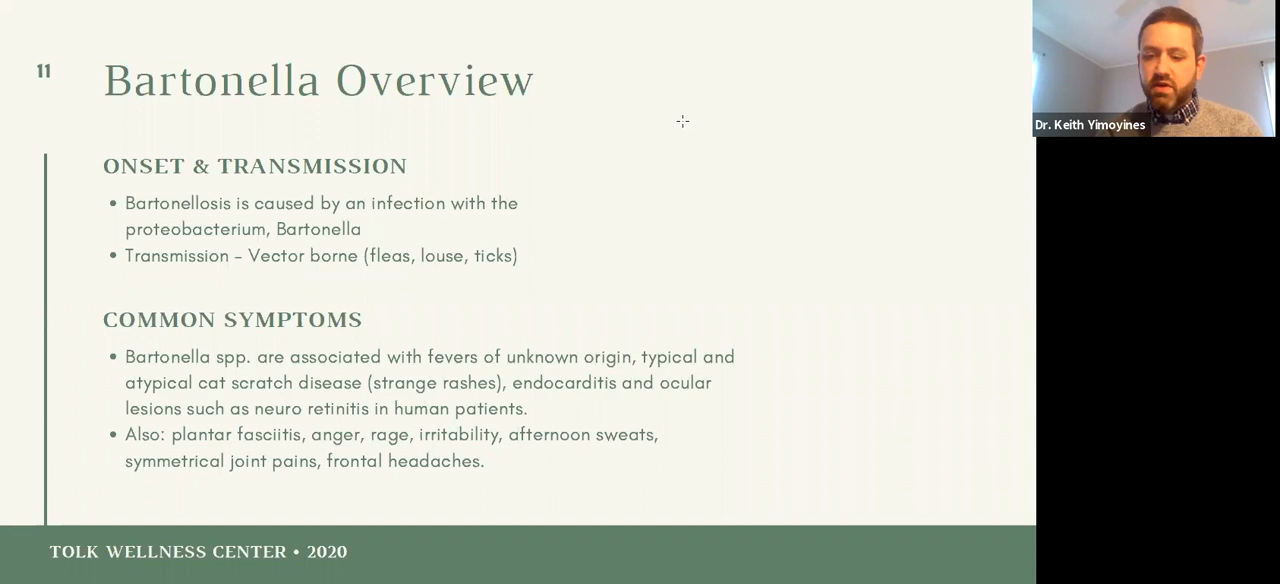 11
Bartonella Overview
ONSET & TRANSMISSION
• Bartonellosis is caused by an infection with the
proteobacterium, Bartonella
• Transmission – Vector borne (fleas, louse, ticks)
COMMON SYMPTOMS
• Bartonella spp. are associated with fevers of unknown origin, typical and
atypical cat scratch disease (strange rashes), endocarditis and ocular
lesions such as neuro retinitis in human patients.
• Also: plantar fasciitis, anger, rage, irritability, afternoon sweats,
symmetrical joint pains, frontal headaches.
TOLK WELLNESS CENTER • 2020
Dr. Keith Yimoyines